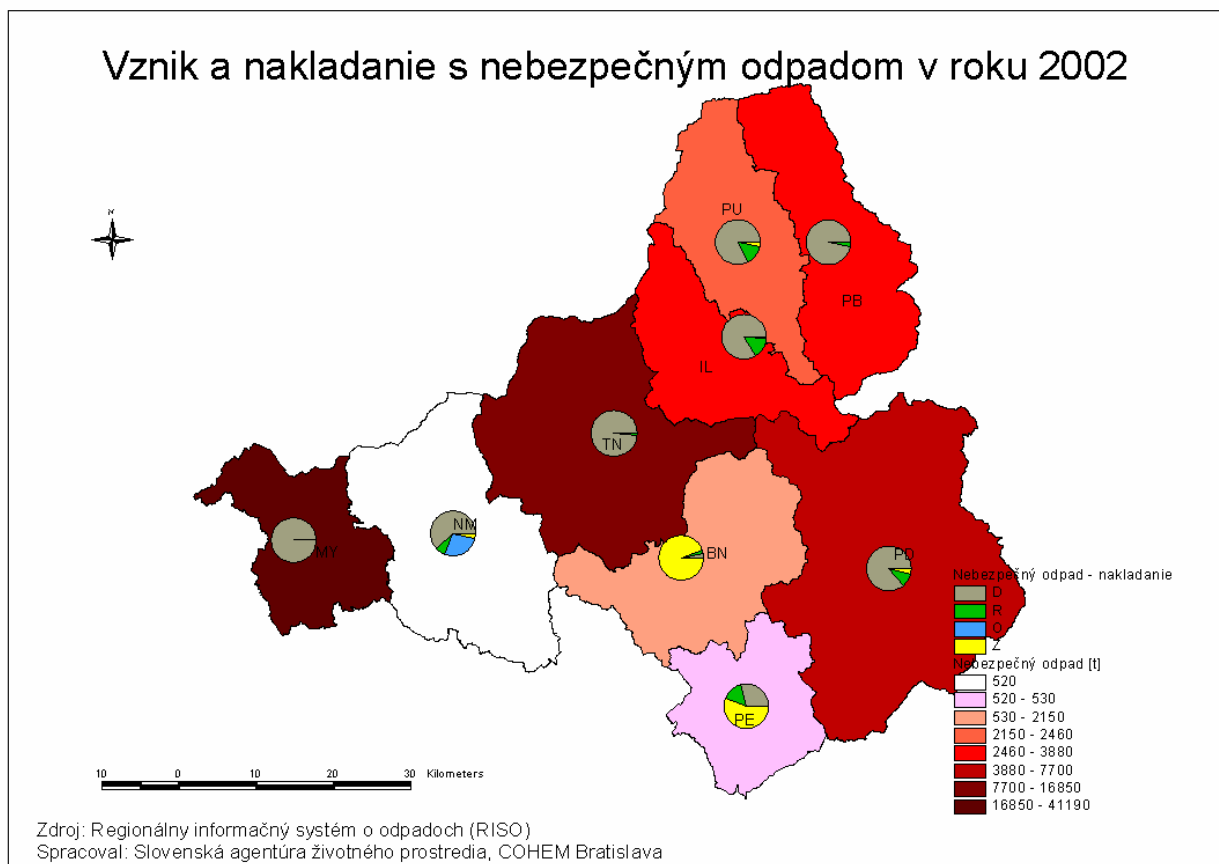 Vznik a nakladanie s nebezpečným odpadom v roku 2002
N
PU
PB
IL
TN
NM
MY
BN
PD
PE
Nebezpečný odpad - nakladanie
D
R
O
Z
Nebezpečný odpad [t]
520
520 - 530
530 - 2150
2150 - 2460
2460 - 3880
3880 - 7700
7700 - 16850
16850 - 41190
10 0 10 20 30 Kilometers
Zdroj: Regionálny informačný systém o odpadoch (RISO)
Spracoval: Slovenská agentúra životného prostredia, COHEM Bratislava